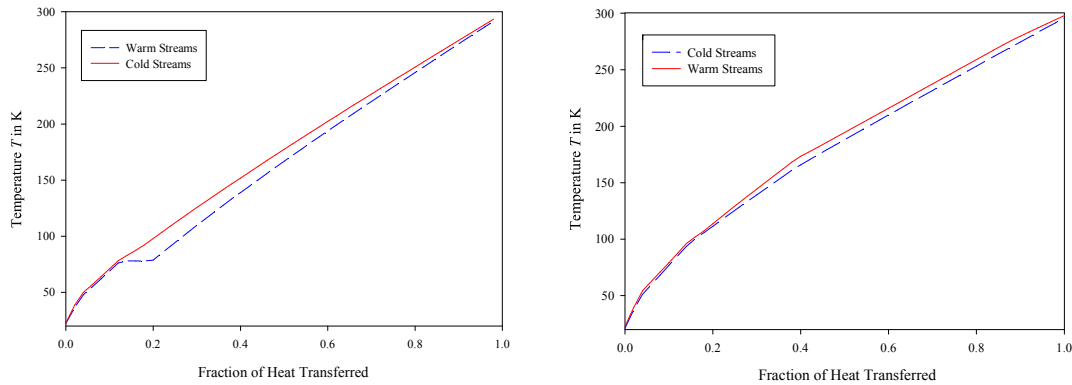 300
250
200
150
100
50
Temperature T in K
Warm Streams
Cold Streams
0.0 0.2 0.4 0.6 0.8 1.0
Fraction of Heat Transferred
300
250
200
150
100
50
Temperature T in K
Cold Streams
Warm Streams
0.0 0.2 0.4 0.6 0.8 1.0
Fraction of Heat Transferred